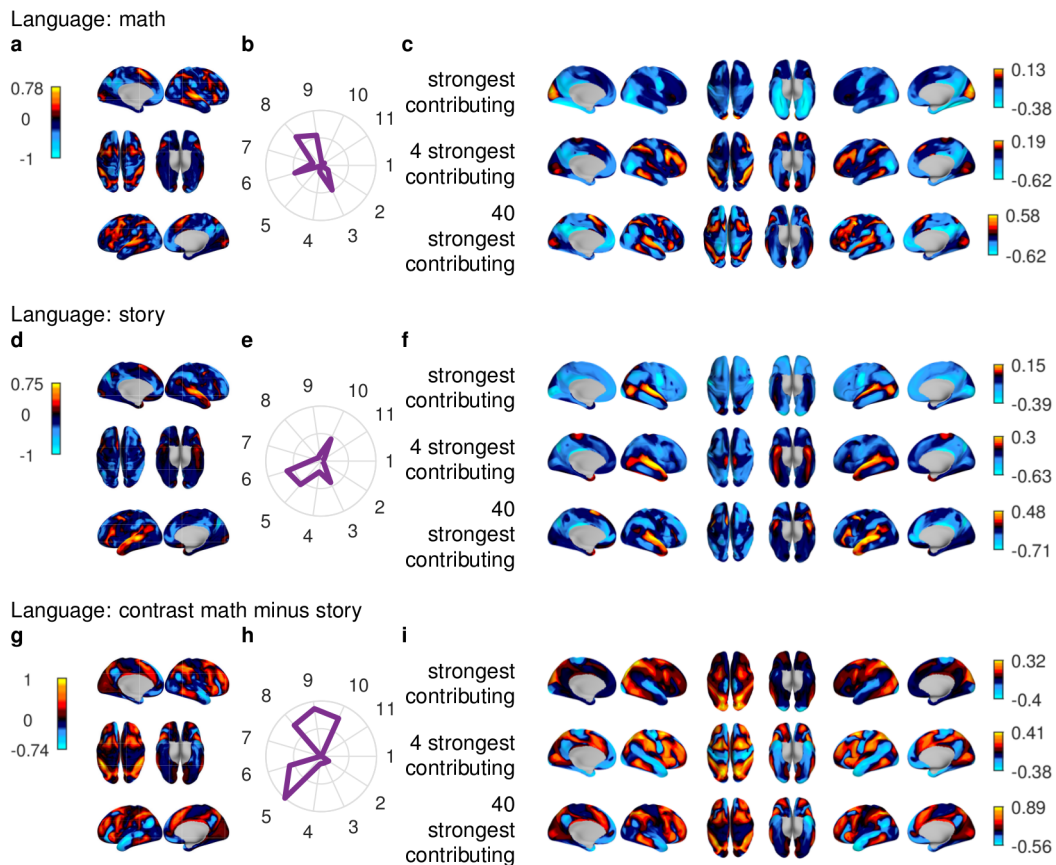 Language: math
a
b
c
0.78
0
-1
9
10
8
11
7
1
6
5
2
4
3
strongest
contributing
4 strongest
contributing
40
strongest
contributing
0.13
-0.38
0.19
-0.62
0.58
-0.62
Language: story
d
e
f
0.75
0
-1
9
10
8
11
7
1
6
5
2
4
3
strongest
contributing
4 strongest
contributing
40
strongest
contributing
0.15
-0.39
0.3
-0.63
0.48
-0.71
Language: contrast math minus story
g
h
i
1
0
-0.74
9
10
8
11
7
1
6
5
2
4
3
strongest
contributing
4 strongest
contributing
40
strongest
contributing
0.32
-0.4
0.41
-0.38
0.89
-0.56